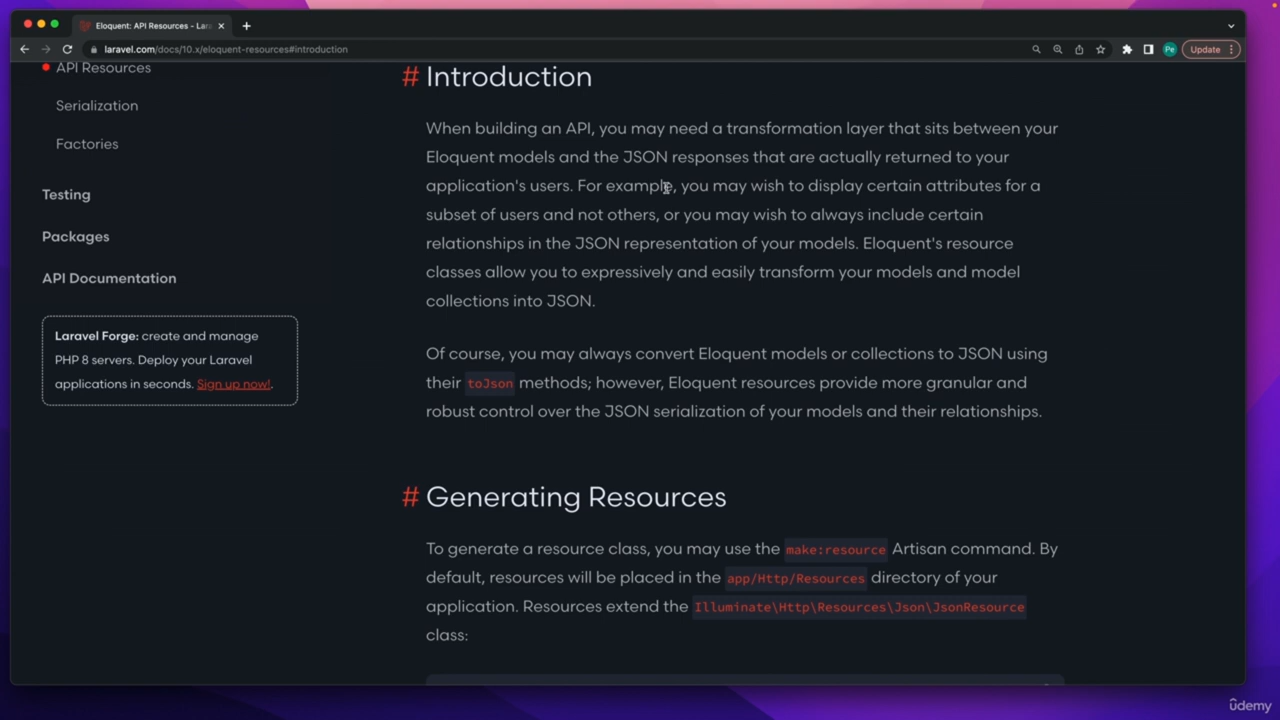 Eloquent: API Resources - Lar
laravel.com/docs/10.x/eloquent-resources#introduction
Pe
Update
API Resources
Serialization
Factories
Testing
Packages
API Documentation
Laravel Forge: create and manage
PHP 8 servers. Deploy your Laravel
applications in seconds. Sign up now!.
# Introduction
When building an API, you may need a transformation layer that sits between your
Eloquent models and the JSON responses that are actually returned to your
application's users. For example, you may wish to display certain attributes for a
subset of users and not others, or you may wish to always include certain
relationships in the JSON representation of your models. Eloquent's resource
classes allow you to expressively and easily transform your models and model
collections into JSON.
Of course, you may always convert Eloquent models or collections to JSON using
their toJson methods; however, Eloquent resources provide more granular and
robust control over the JSON serialization of your models and their relationships.
# Generating Resources
To generate a resource class, you may use the make:resource Artisan command. By
default, resources will be placed in the app/Http/Resources directory of your
application. Resources extend the Illuminate\Http\Resources\Json\JsonResource
class:
ûdemy